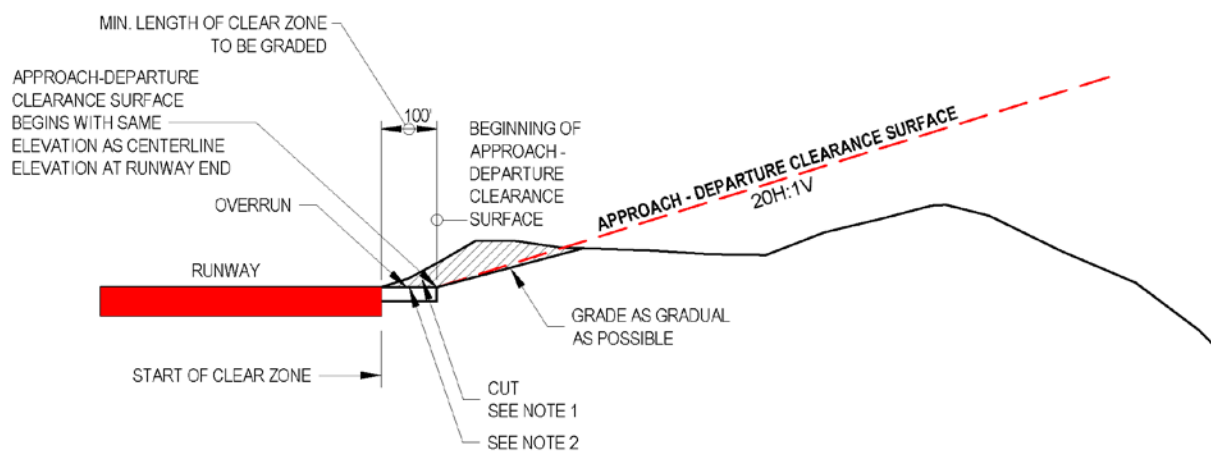 MIN. LENGTH OF CLEAR ZONE
TO BE GRADED
APPROACH-DEPARTURE
CLEARANCE SURFACE
BEGINS WITH SAME
ELEVATION AS CENTERLINE
ELEVATION AT RUNWAY END
100'
BEGINNING OF
APPROACH -
DEPARTURE
CLEARANCE
SURFACE
APPROACH - DEPARTURE CLEARANCE SURFACE
20H:1V
OVERRUN
RUNWAY
GRADE AS GRADUAL
AS POSSIBLE
START OF CLEAR ZONE
CUT
SEE NOTE 1
SEE NOTE 2